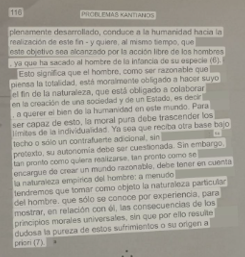 110 PROBLEMAS KANTIANOS
plenamente desarrollado, conduce a la humanidad hacia la
realización de este fin - y quiere, al mismo tiempo, que
este objetivo sea alcanzado por la acción libre de los hombres
, ya que ha sacado al hombre de la infancia de su especie (6).
Esto significa que el hombre, como ser razonable que
piensa la totalidad, está moralmente obligado a hacer suyo
el fin de la naturaleza, que está obligado a colaborar
en la creación de una sociedad y de un Estado, es decir
, a querer el bien de la humanidad en este mundo. Para
ser capaz de esto, la moral pura debe trascender los
límites de la individualidad. Ya sea que reciba otra base bajo
techo o sólo un contrafuerte adicional, sin
pretexto, su autonomía debe ser cuestionada. Sin embargo,
tan pronto como quiera realizarse, tan pronto como se
encargue de crear un mundo razonable, debe tener en cuenta
la naturaleza empírica del hombre: a menudo
tendremos que tomar como objeto la naturaleza particular
del hombre, que sólo se conoce por experiencia, para
mostrar, en relación con él, las consecuencias de los
principios morales universales, sin que por ello resulte
dudosa la pureza de estos sufrimientos o su origen a
priori (7).